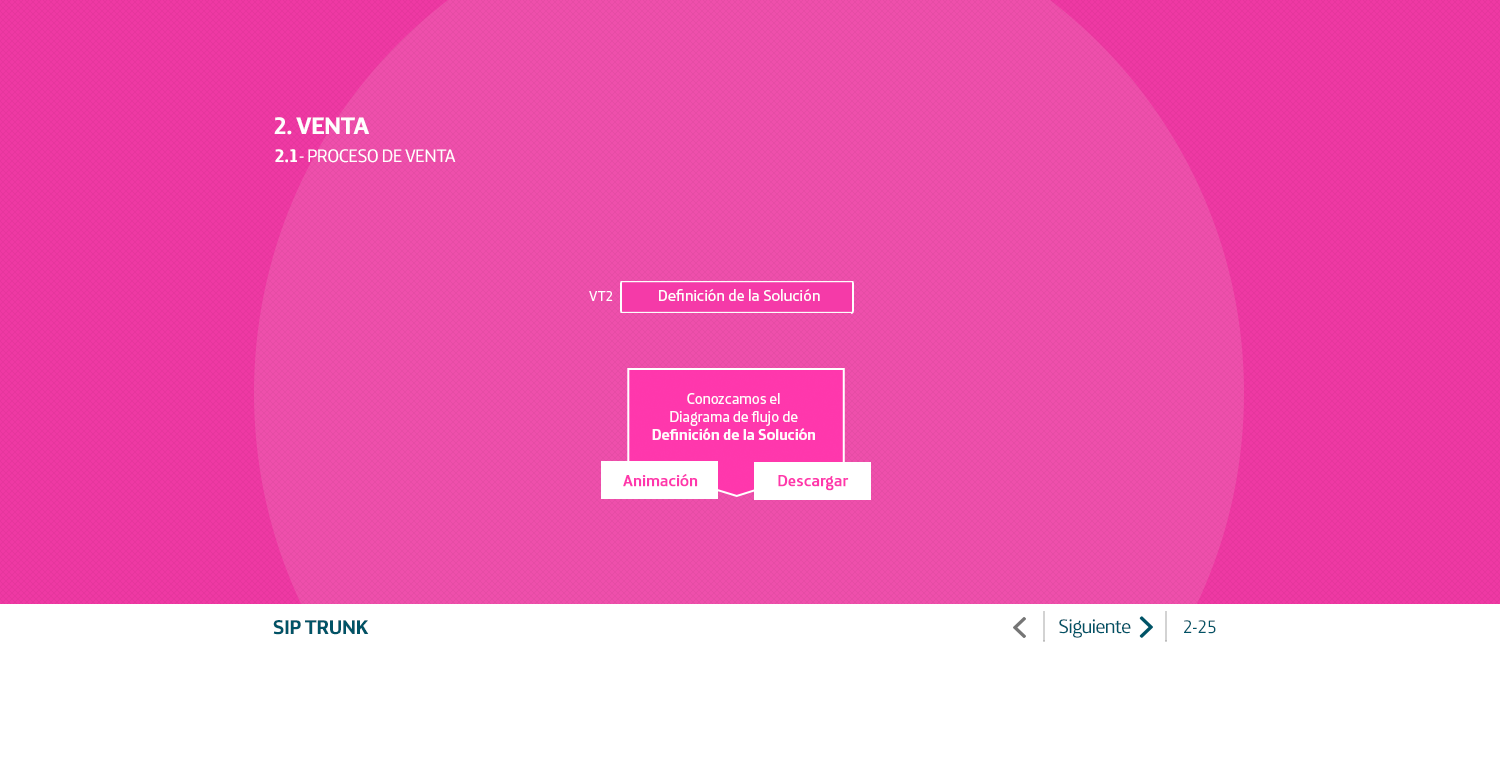 2. VENTA
2.1- PROCESO DE VENTA
VT2 Definición de la Solución
Conozcamos el
Diagrama de flujo de
Definición de la Solución
Animación Descargar
SIP TRUNK
Siguiente
2-25